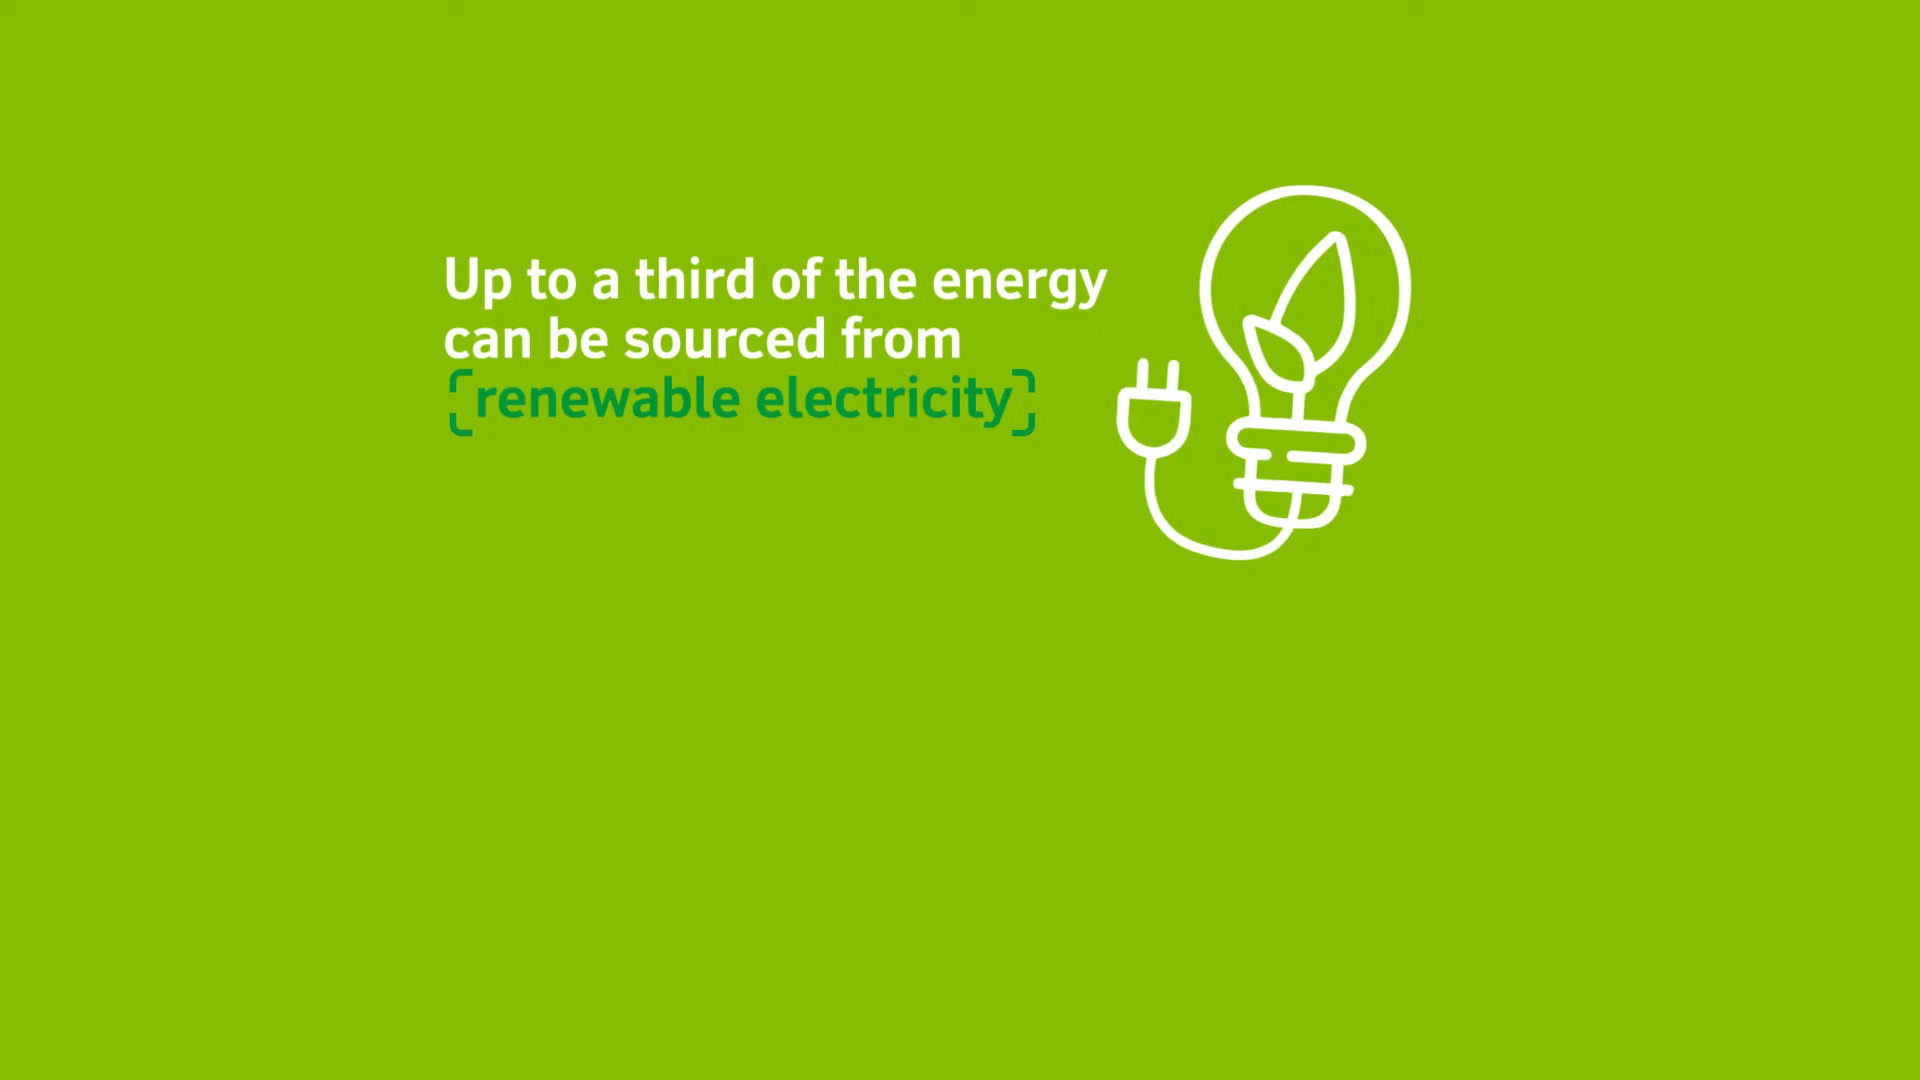 Up to a third of the energy
can be sourced from
[renewable electricity]